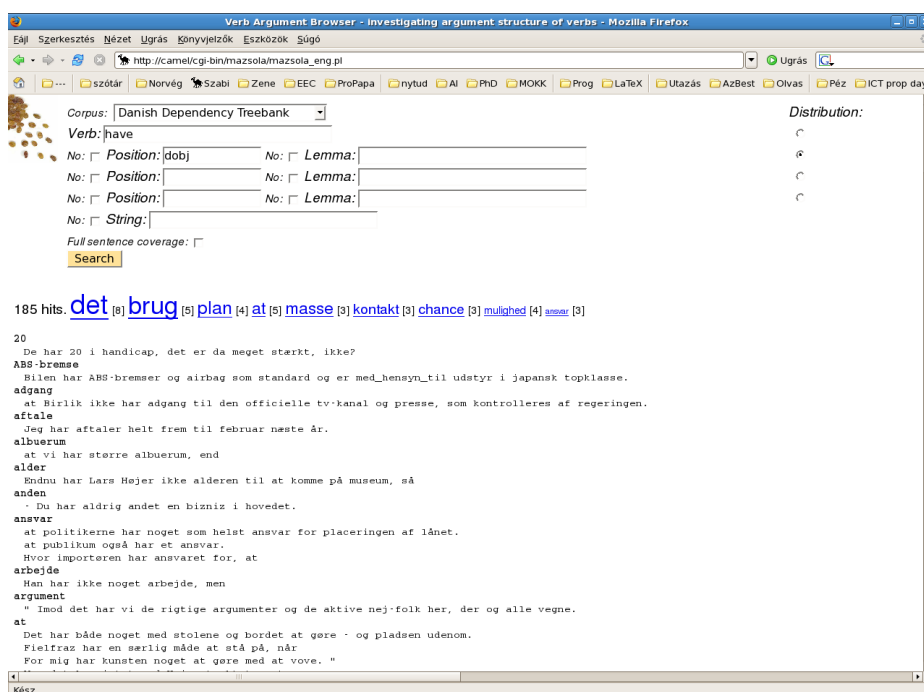 Verb Argument Browser - investigating argument structure of verbs - Mozilla Firefox
Fájl Szerkesztés Nézet Ugrás Könyvjelzők Eszközök Súgó
http://camel/cgi-bin/mazsola/mazsola_eng.pl Ugrás
--- szótár Norvég Szabi Zene EEC ProPapa nytud AI PhD MOKK Prog LaTeX Utazás AzBest Olvas Péz ICT prop day
Corpus: Danish Dependency Treebank Distribution:
Verb: have
No: Position: dobj No: Lemma:
No: Position: No: Lemma:
No: Position: No: Lemma:
No: String:
Full sentence coverage:
Search
185 hits. det [8] brug [5] plan [4] at [5] masse [3] kontakt [3] chance [3] mulighed [4] ansvar [3]
20
De har 20 i handicap, det er da meget stærkt, ikke?
ABS-bremse
Bilen har ABS-bremser og airbag som standard og er med_hensyn_til udstyr i japansk topklasse.
adgang
at Birlik ikke har adgang til den officielle tv-kanal og presse, som kontrolleres af regeringen.
aftale
Jeg har aftaler helt frem til februar næste år.
albuerum
at vi har større albuerum, end
alder
Endnu har Lars Højer ikke alderen til at komme på museum, så
anden
- Du har aldrig andet en bizniz i hovedet.
ansvar
at politikerne har noget som helst ansvar for placeringen af lånet.
at publikum også har et ansvar.
Hvor importøren har ansvaret for, at
arbejde
Han har ikke noget arbejde, men
argument
" Imod det har vi de rigtige argumenter og de aktive nej-folk her, der og alle vegne.
at
Det har både noget med stolene og bordet at gøre - og pladsen udenom.
Fielfraz har en særlig måde at stå på, når
For mig har kunsten noget at gøre med at vove. "
Kész